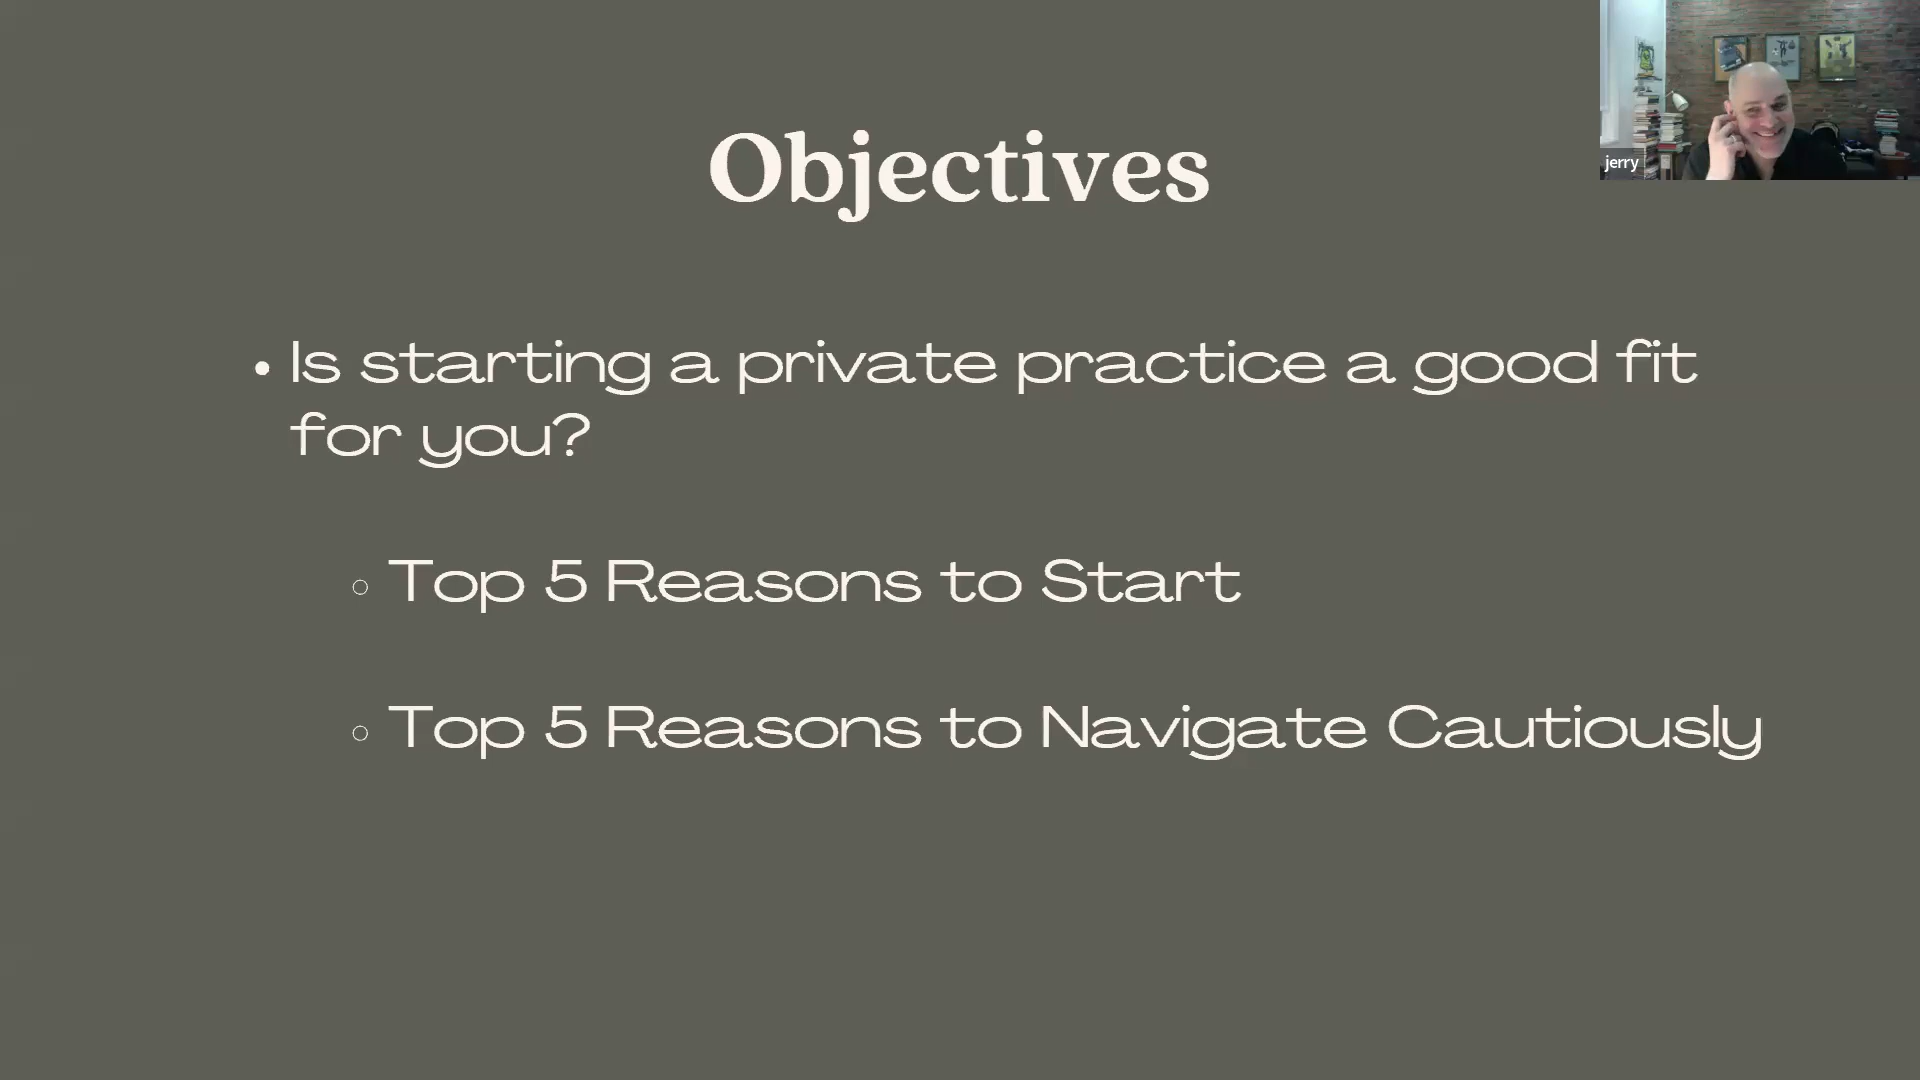 Objectives
Is starting a private practice a good fit
for you?
Top 5 Reasons to Start
Top 5 Reasons to Navigate Cautiously
jerry